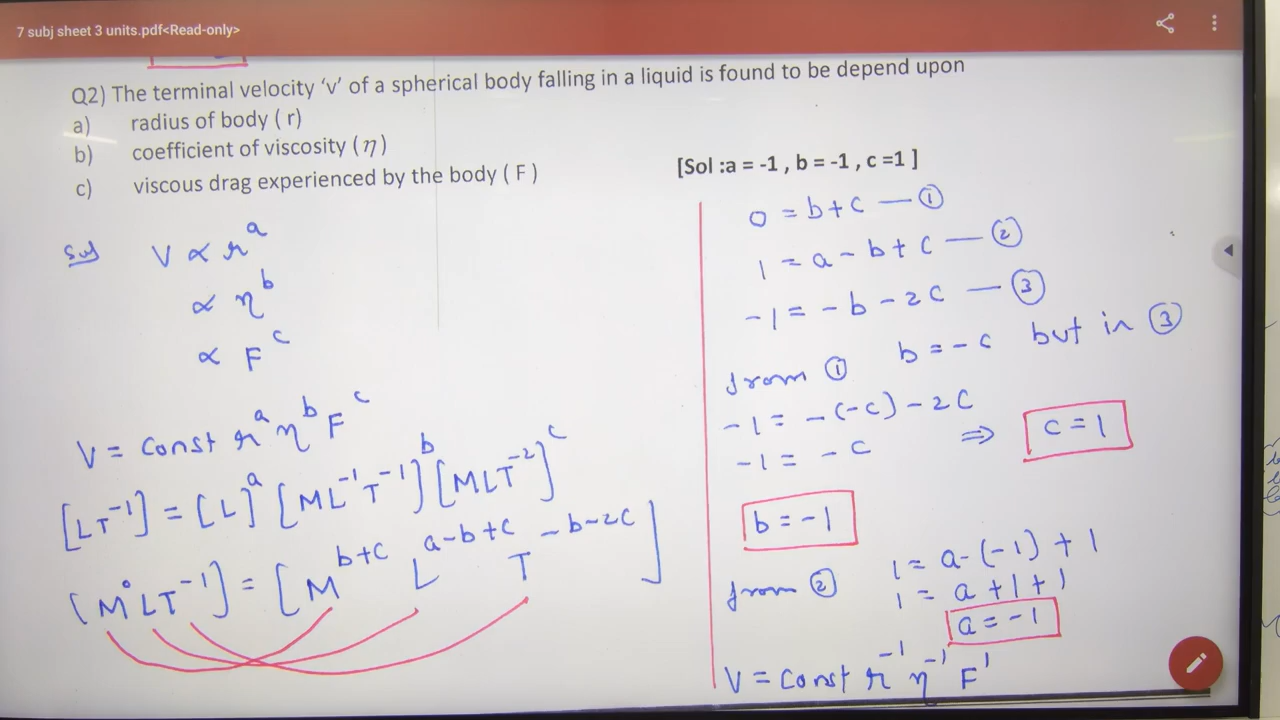 7 subj sheet 3 units.pdf<Read-only>
Q2) The terminal velocity 'v' of a spherical body falling in a liquid is found to be depend upon
a) radius of body ( r)
b) coefficient of viscosity ( η )
c) viscous drag experienced by the body ( F )
[Sol :a = -1 , b = -1 , c =1 ]
Sol V ∝ r^a
∝ η^b
∝ F^c
V = Const r^a η^b F^c
[LT^-1] = [L]^a [ML^-1T^-1]^b [MLT^-2]^c
[M^0LT^-1] = [M^b+c L^a-b+c T^-b-2c]
0 = b+c — ①
1 = a-b+c — ②
-1 = -b-2c — ③
from ① b = -c but in ③
-1 = -(-c) -2c
-1 = -c ⇒ c = 1
b = -1
from ② 1 = a-(-1)+1
1 = a+1+1
a = -1
V = Const r^-1 η^-1 F^1